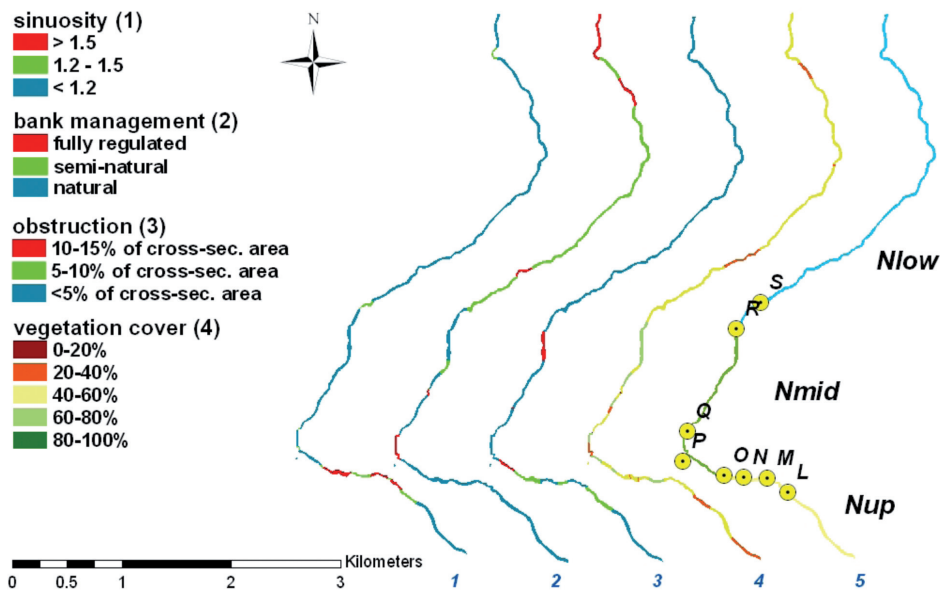 sinuosity (1)
> 1.5
1.2 - 1.5
< 1.2
bank management (2)
fully regulated
semi-natural
natural
obstruction (3)
10-15% of cross-sec. area
5-10% of cross-sec. area
<5% of cross-sec. area
vegetation cover (4)
0-20%
20-40%
40-60%
60-80%
80-100%
N
Nlow
S
R
Nmid
Q
P
O N M L
Nup
Kilometers
0 0.5 1 2 3
1 2 3 4 5